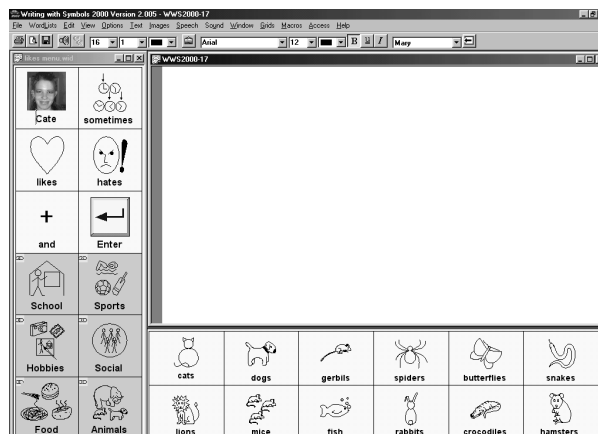 Writing with Symbols 2000 Version 2.005 - WWS2000-17
File WordLists Edit View Options Text Images Speech Sound Window Grids Macros Access Help
16 1 Arial 12 B U I Mary
likes menu.wid
WWS2000-17
Cate sometimes
likes hates
+ !
and Enter
School Sports
Hobbies Social
Food Animals
cats dogs gerbils spiders butterflies snakes
lions mice fish rabbits crocodiles hamsters